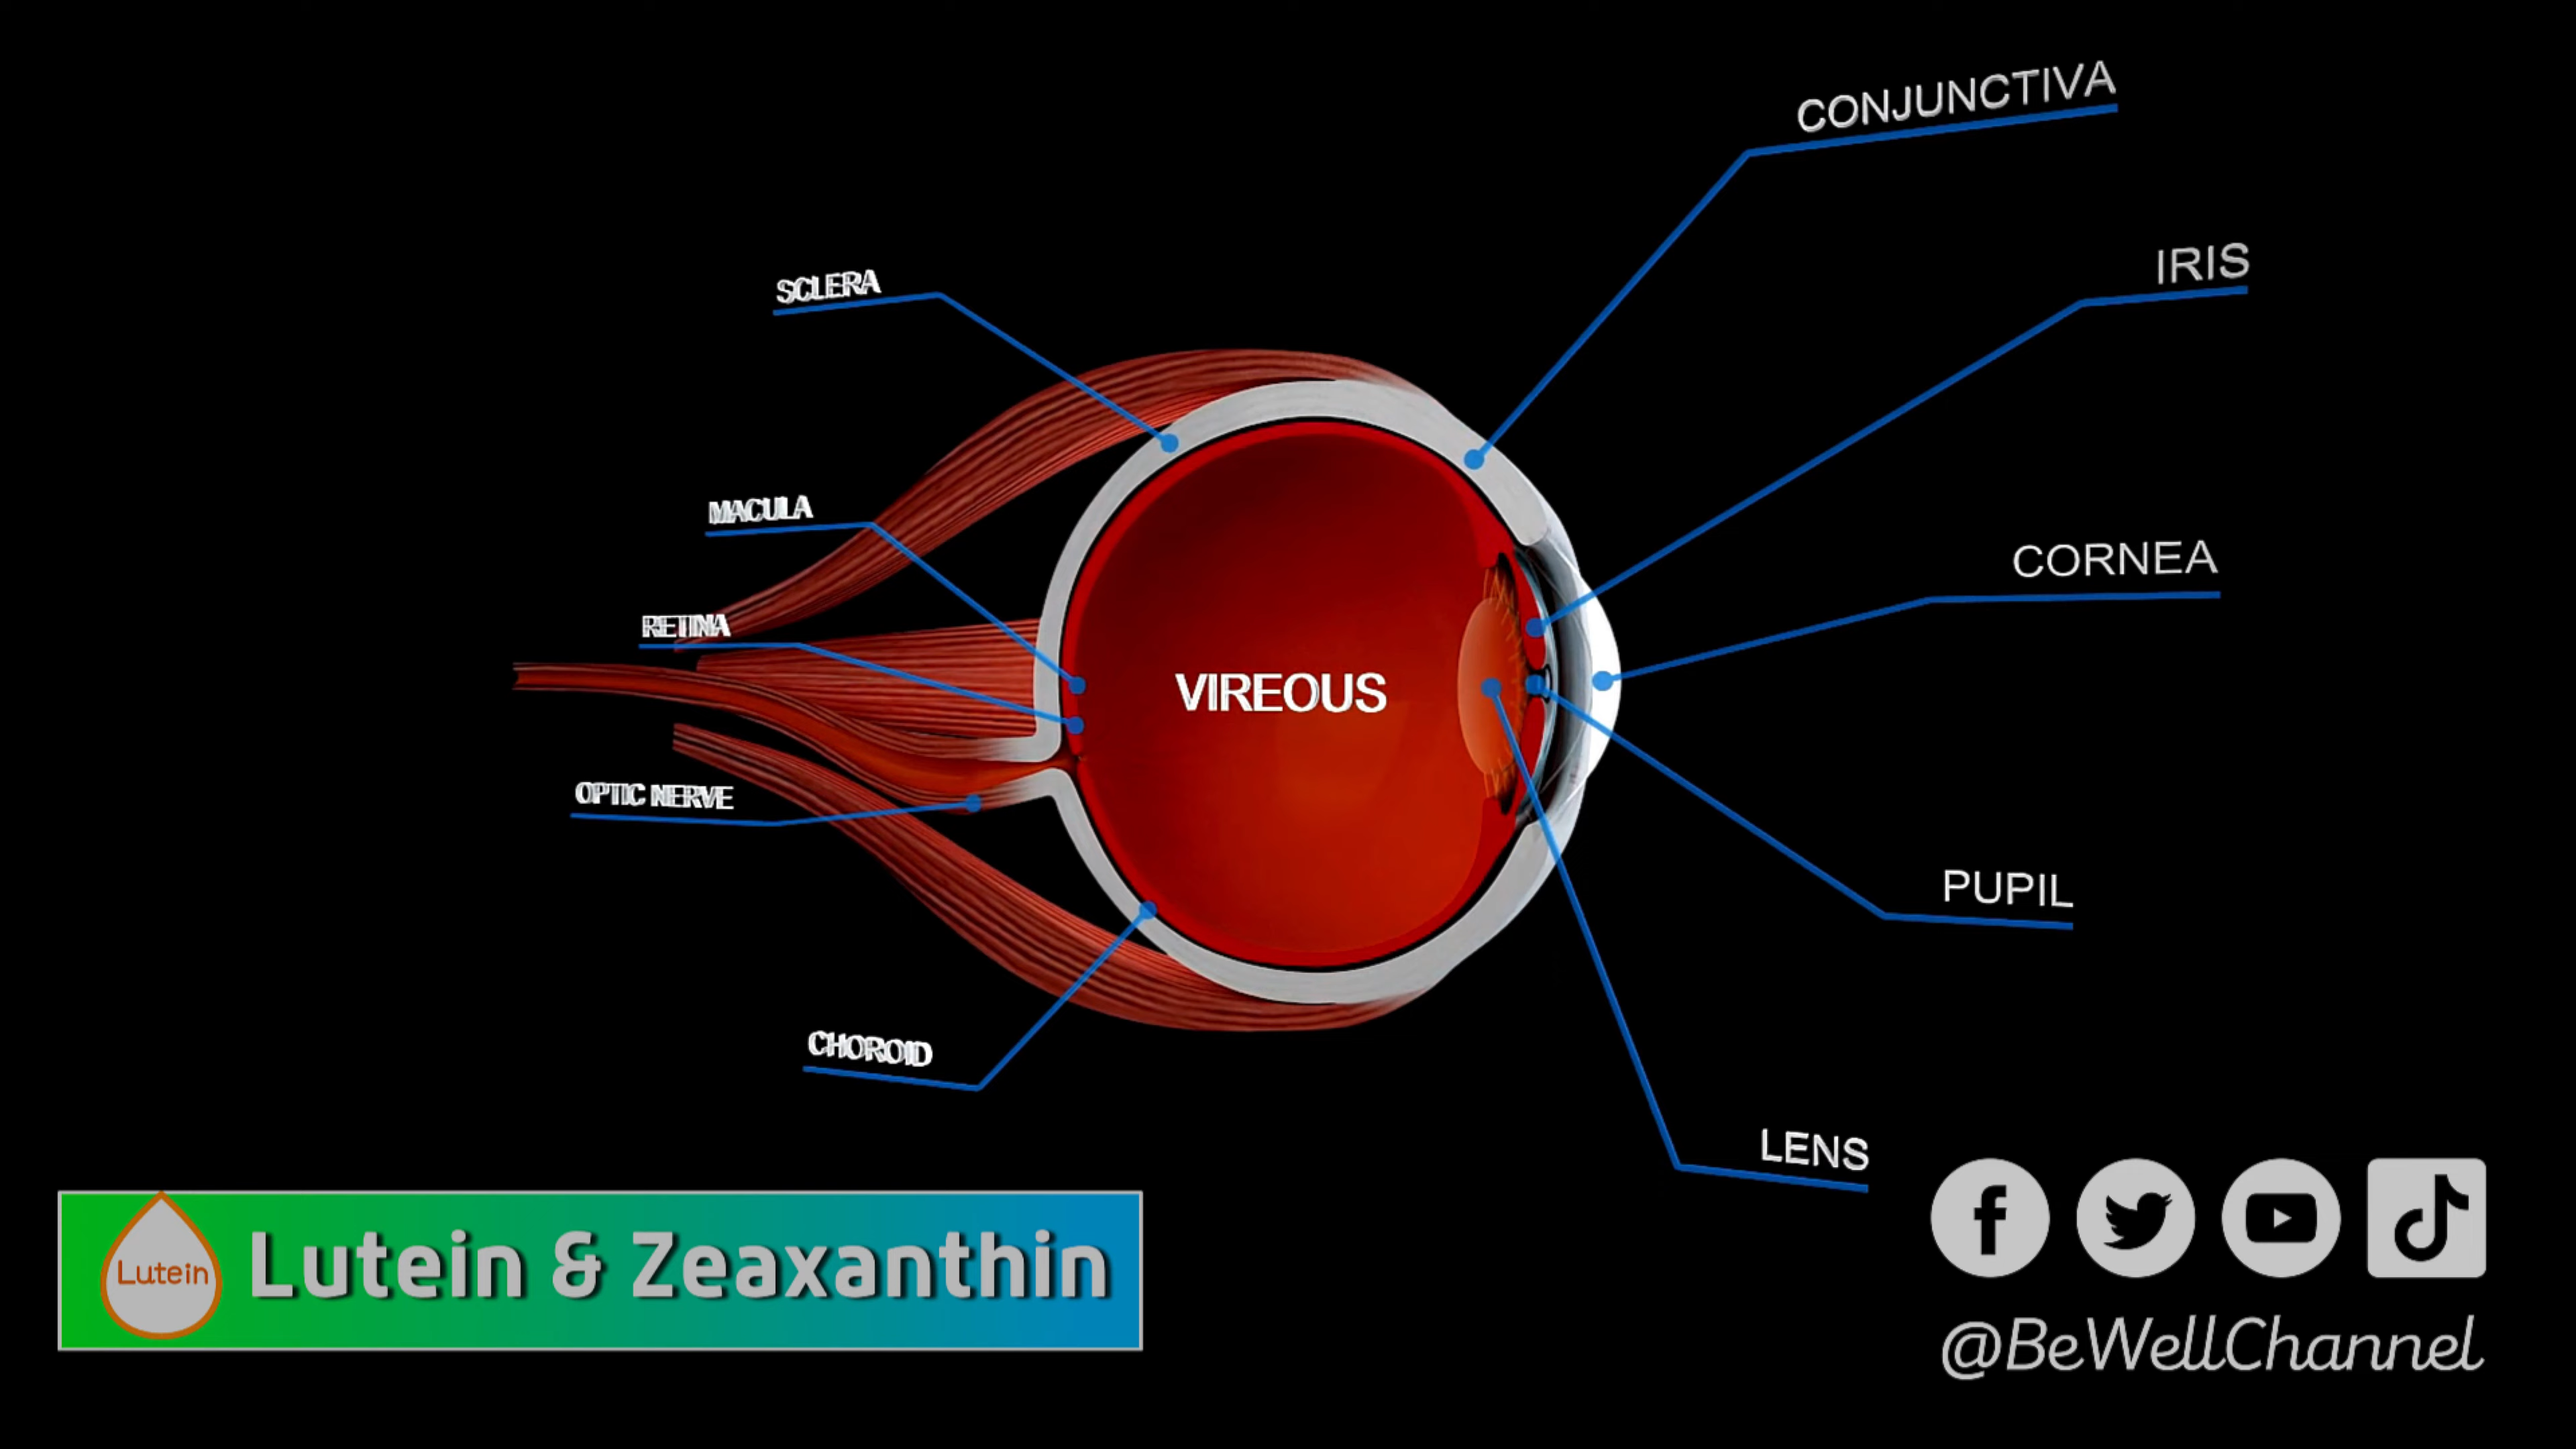 CONJUNCTIVA
IRIS
SCLERA
MACULA
CORNEA
RETINA
VIREOUS
OPTIC NERVE
PUPIL
CHOROID
LENS
Lutein
Lutein & Zeaxanthin
@BeWellChannel